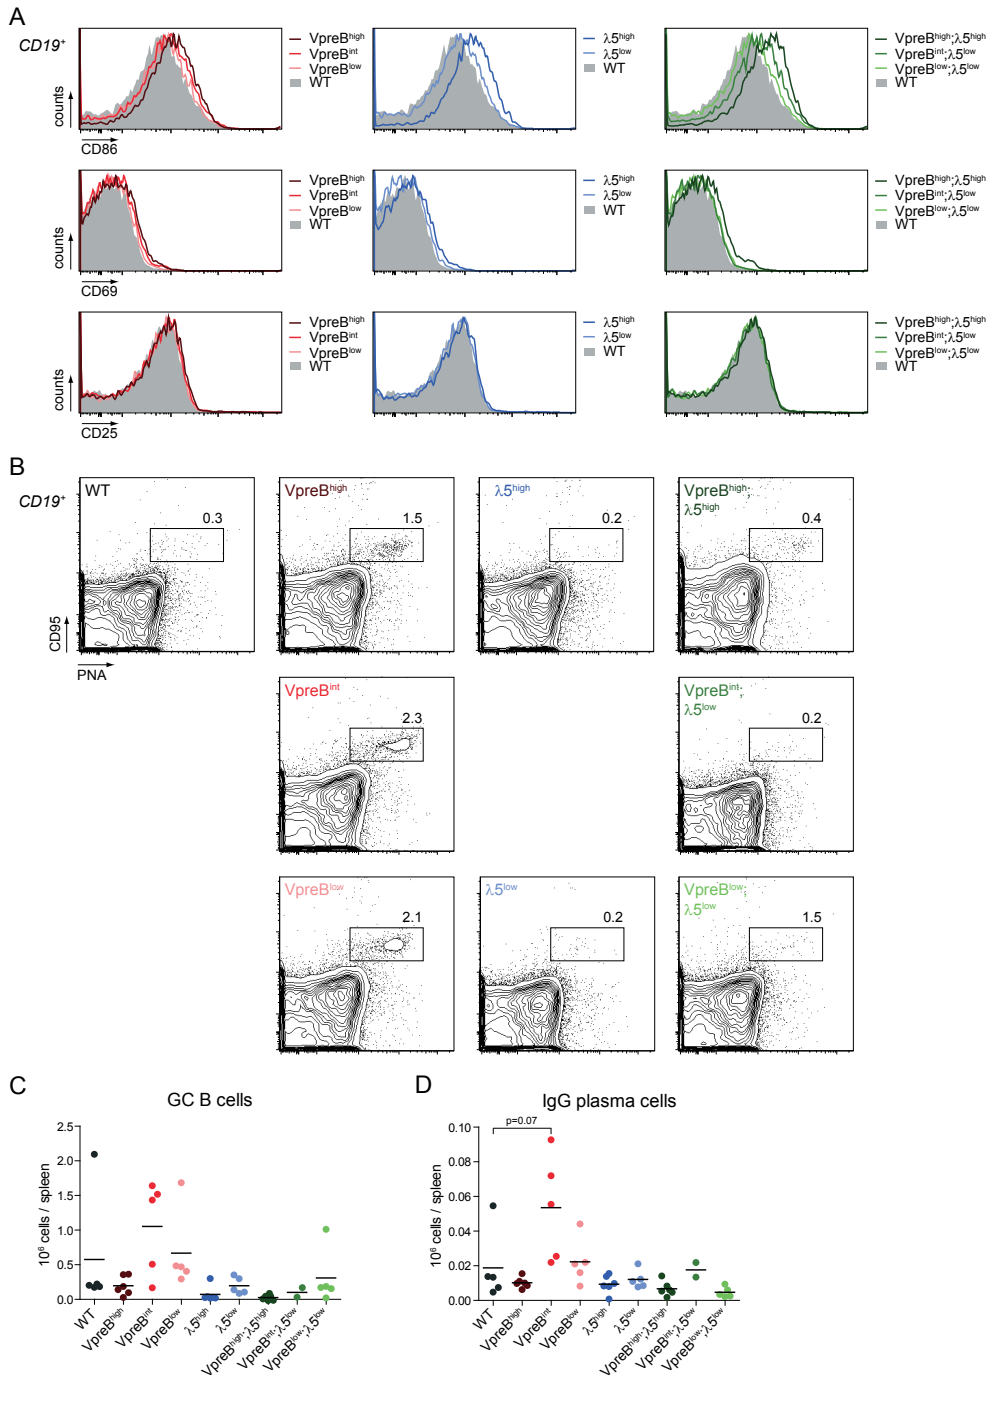 A
CD19⁺
counts
CD86
VpreBhigh
VpreBint
VpreBlow
WT
λ5high
λ5low
WT
VpreBhigh;λ5high
VpreBint;λ5low
VpreBlow;λ5low
WT
counts
CD69
VpreBhigh
VpreBint
VpreBlow
WT
λ5high
λ5low
WT
VpreBhigh;λ5high
VpreBint;λ5low
VpreBlow;λ5low
WT
counts
CD25
VpreBhigh
VpreBint
VpreBlow
WT
λ5high
λ5low
WT
VpreBhigh;λ5high
VpreBint;λ5low
VpreBlow;λ5low
WT
B
CD19⁺
WT
0.3
CD95
PNA
VpreBhigh
1.5
λ5high
0.2
VpreBhigh;
λ5high
0.4
VpreBint
2.3
VpreBint;
λ5low
0.2
VpreBlow
2.1
λ5low
0.2
VpreBlow;
λ5low
1.5
C
GC B cells
10⁶ cells / spleen
2.5
2.0
1.5
1.0
0.5
0.0
WT
VpreBhigh
VpreBint
VpreBlow
λ5high
λ5low
VpreBhigh;λ5high
VpreBint;λ5low
VpreBlow;λ5low
D
IgG plasma cells
p=0.07
10⁶ cells / spleen
0.10
0.08
0.06
0.04
0.02
0.00
WT
VpreBhigh
VpreBint
VpreBlow
λ5high
λ5low
VpreBhigh;λ5high
VpreBint;λ5low
VpreBlow;λ5low